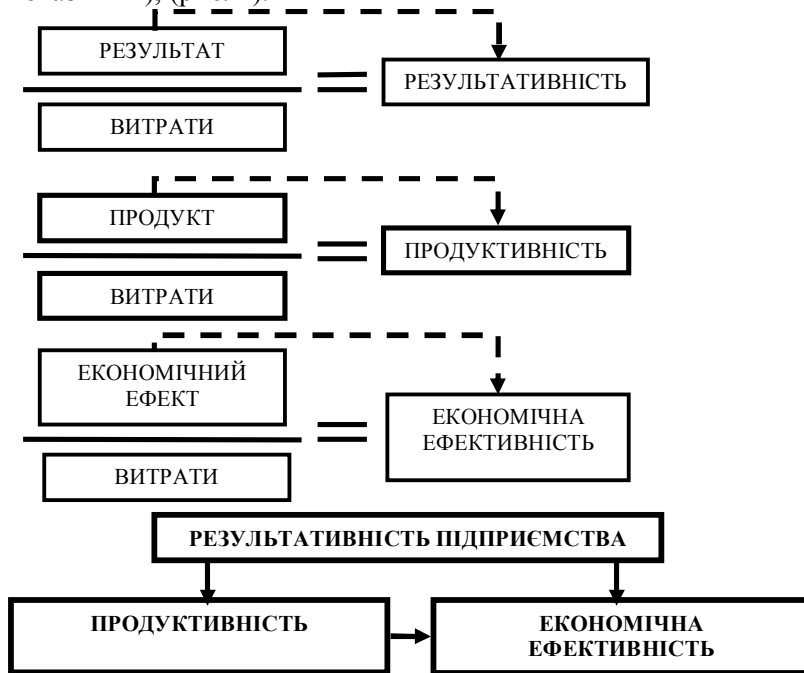 РЕЗУЛЬТАТ
ВИТРАТИ
РЕЗУЛЬТАТИВНІСТЬ
ПРОДУКТ
ВИТРАТИ
ПРОДУКТИВНІСТЬ
ЕКОНОМІЧНИЙ
ЕФЕКТ
ВИТРАТИ
ЕКОНОМІЧНА
ЕФЕКТИВНІСТЬ
РЕЗУЛЬТАТИВНІСТЬ ПІДПРИЄМСТВА
ПРОДУКТИВНІСТЬ
ЕКОНОМІЧНА
ЕФЕКТИВНІСТЬ